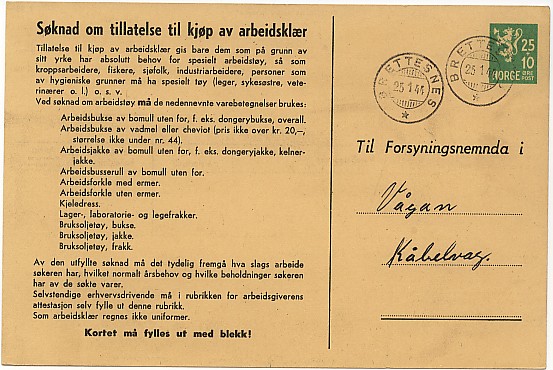 Søknad om tillatelse til kjøp av arbeidsklær
Tillatelse til kjøp av arbeidsklær gis bare dem som på grunn av
sitt yrke har absolutt behov for spesielt arbeidstøy, så som
kroppsarbeidere, fiskere, sjøfolk, industriarbeidere, personer som
av hygieniske grunner må ha spesielt tøy (leger, sykesøstre, vete-
rinærer o. l.) o. s. v.
Ved søknad om arbeidstøy må de nedennevnte varebetegnelser brukes:
Arbeidsbukse av bomull uten for, f. eks. dongerybukse, overall.
Arbeidsbukse av vadmel eller cheviot (pris ikke over kr. 20,—,
størrelse ikke under nr. 44).
Arbeidsjakke av bomull uten for, f. eks. dongeryjakke, kelner-
jakke.
Arbeidsbusserull av bomull uten for.
Arbeidsforkle med ermer.
Arbeidsforkle uten ermer.
Kjeledress.
Lager-, laboratorie- og legefrakker.
Bruksoljetøy, bukse.
Bruksoljetøy, jakke.
Bruksoljetøy, frakk.
Av den utfyllte søknad må det tydelig fremgå hva slags arbeide
søkeren har, hvilket normalt årsbehov og hvilke beholdninger søkeren
har av de søkte varer.
Selvstendige erhvervsdrivende må i rubrikken for arbeidsgiverens
attestasjon selv fylle ut denne rubrikk.
Som arbeidsklær regnes ikke uniformer.
Kortet må fylles ut med blekk!
BRETTESNES
25 1 44
BRETTESNES
25 1 44
25
+ 10
NORGE
ØRE
POST
Til Forsyningsnemnda i
Vågan
Kabelvåg.